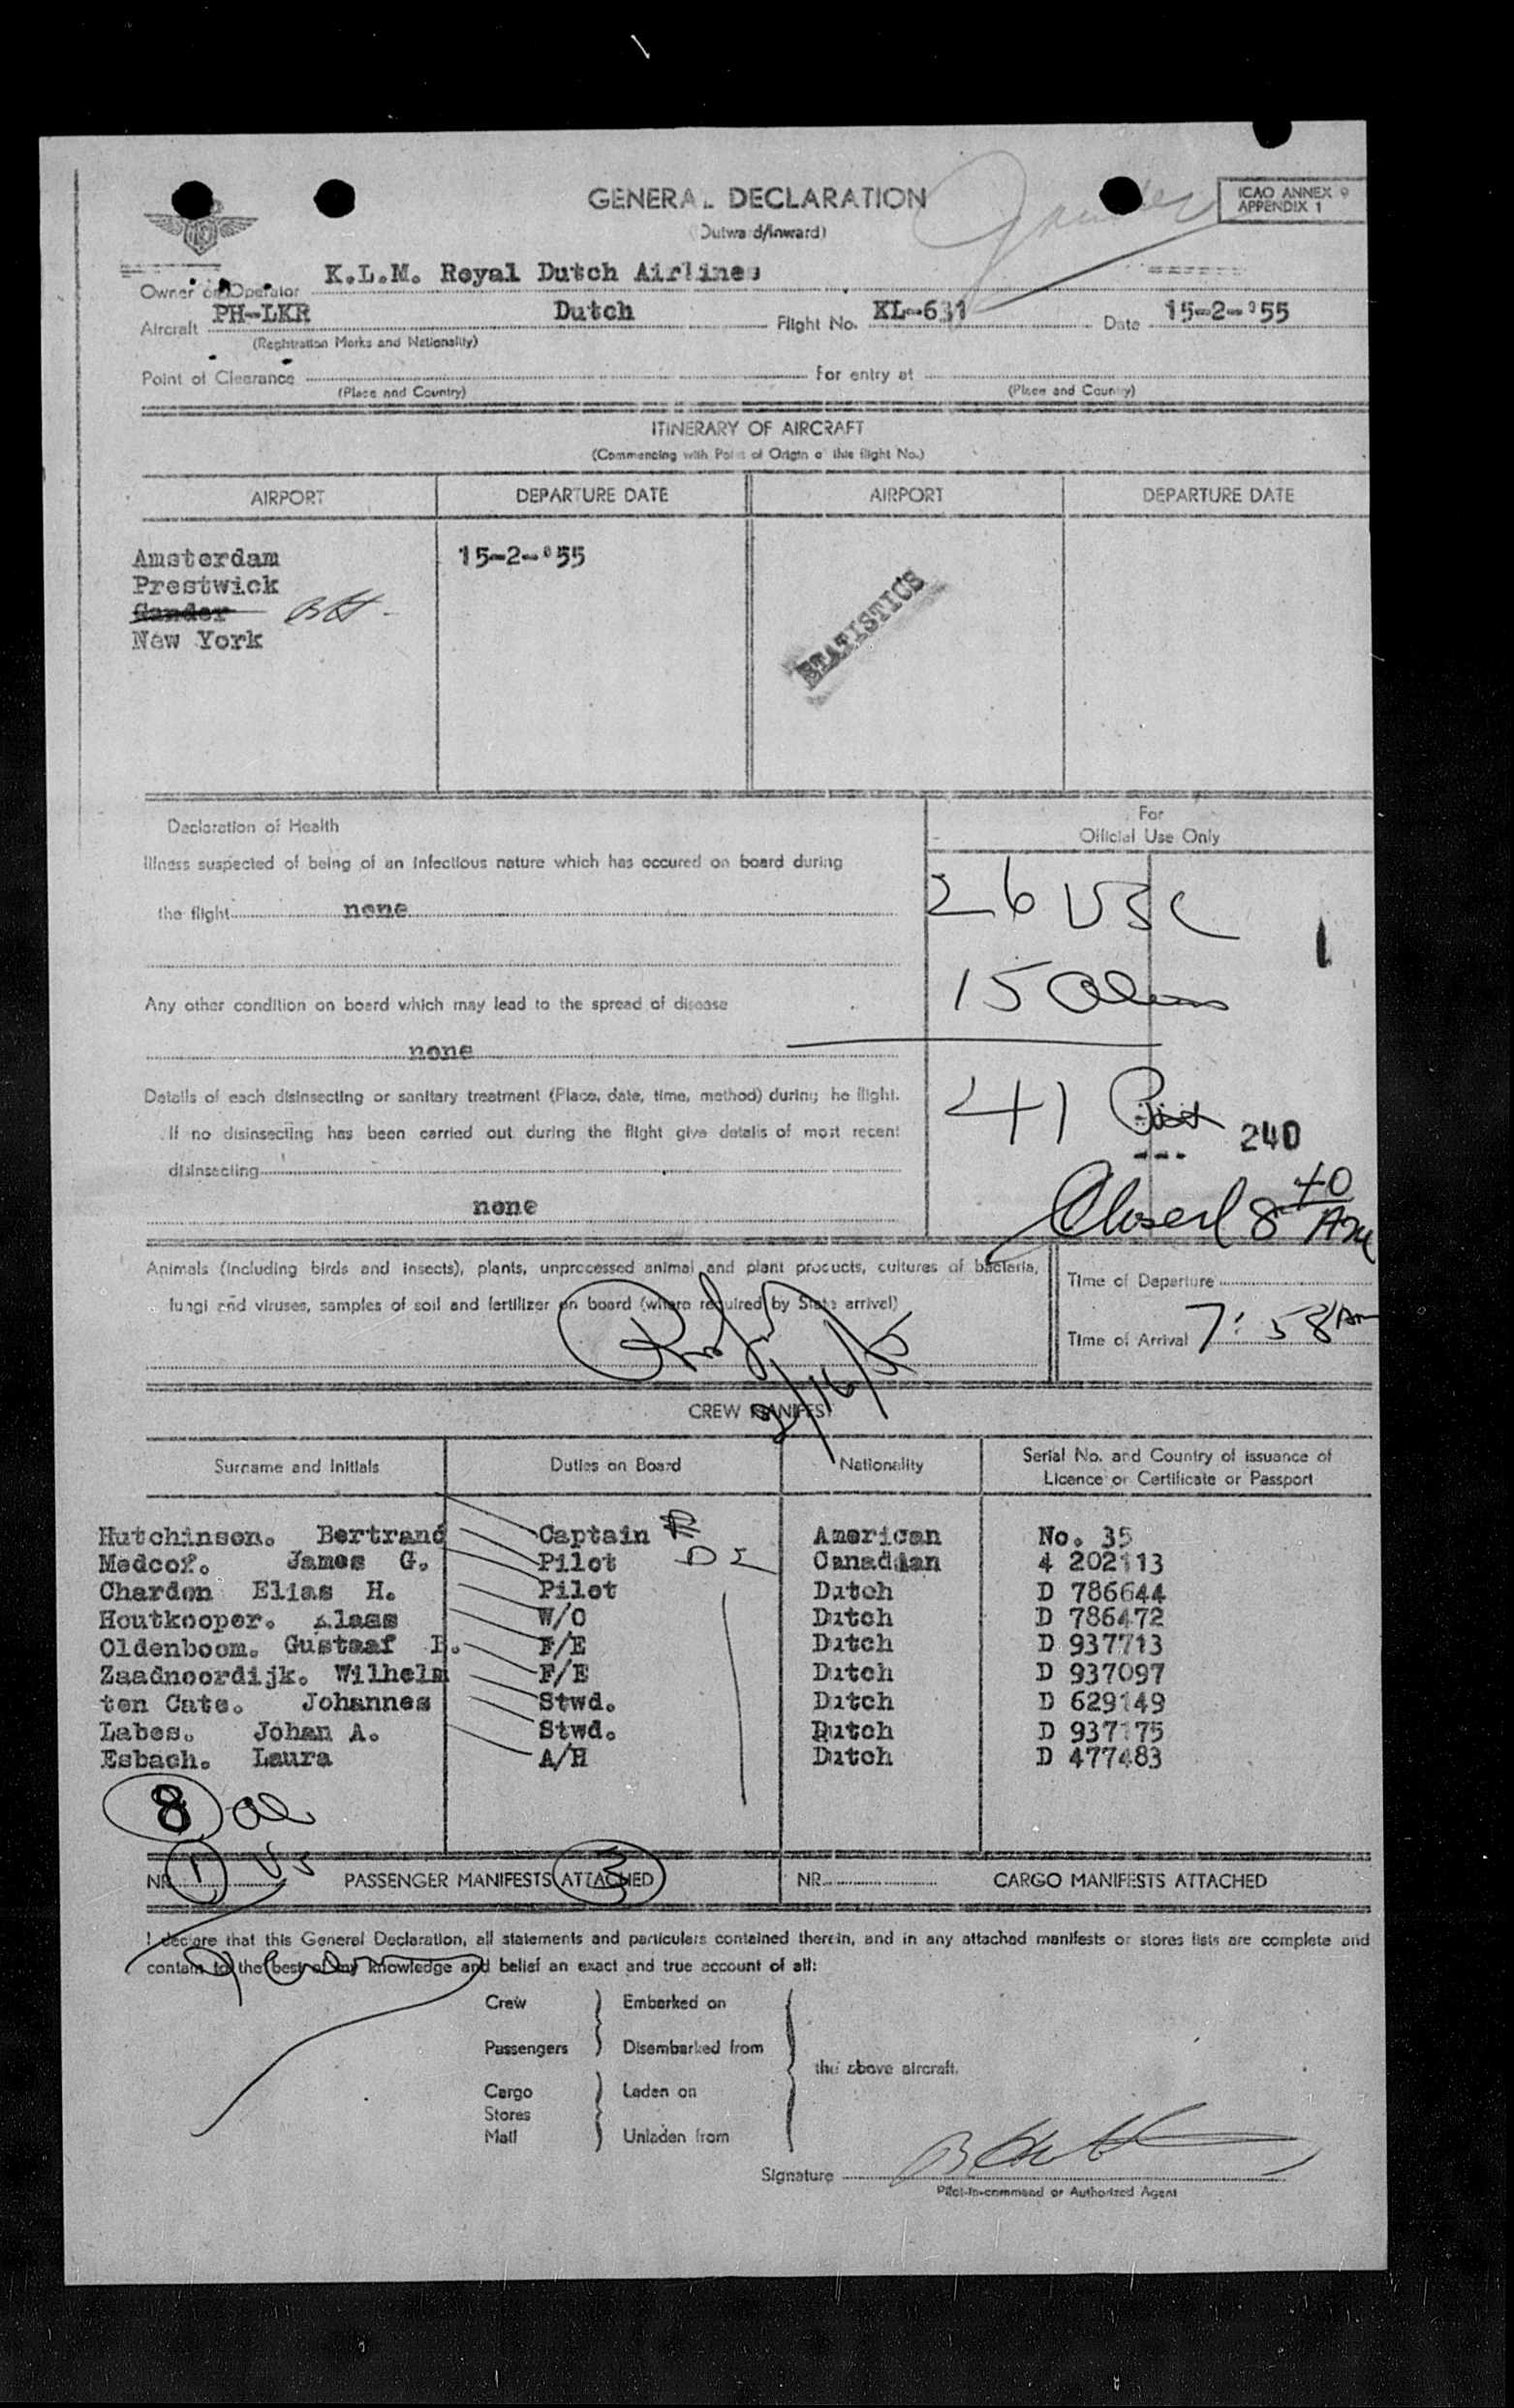 GENERAL DECLARATION
(Outward/Inward)
ICAO ANNEX 9
APPENDIX 1
Owner or Operator K.L.M. Royal Dutch Airlines
Aircraft PH-LKR Dutch Flight No. KL-631 Date 15-2-'55
(Registration Marks and Nationality)
Point of Clearance For entry at
(Place and Country) (Place and Country)
ITINERARY OF AIRCRAFT
(Commencing with Point of Origin of this flight No.)
AIRPORT DEPARTURE DATE AIRPORT DEPARTURE DATE
Amsterdam 15-2-'55
Prestwick
Gander
New York
STATISTICS
Declaration of Health
For
Official Use Only
Illness suspected of being of an infectious nature which has occured on board during
the flight none
26 USC
Any other condition on board which may lead to the spread of disease
15 Aliens
none
Details of each disinsecting or sanitary treatment (Place, date, time, method) during the flight.
41
If no disinsecting has been carried out during the flight give details of most recent
240
disinsecting
none
Closed 8 40 AM
Animals (including birds and insects), plants, unprocessed animal and plant products, cultures of bacteria,
fungi and viruses, samples of soil and fertilizer on board (where required by State arrival)
Time of Departure
Time of Arrival 7:58 AM
2/16/55
CREW MANIFEST
Surname and Initials Duties on Board Nationality Serial No. and Country of issuance of
Licence or Certificate or Passport
Hutchinson. Bertrand Captain American No. 35
Medcof. James G. Pilot Canadian 4 202113
Chardon Elias H. Pilot Dutch D 786644
Houtkooper. Klaas W/O Dutch D 786472
Oldenboom. Gustaaf F/E Dutch D 937713
Zaadnoordijk. Wilhelm F/E Dutch D 937097
ten Cate. Johannes Stwd. Dutch D 629149
Labes. Johan A. Stwd. Dutch D 937175
Esbach. Laura A/H Dutch D 477483
8 al
1 US
NR. PASSENGER MANIFESTS ATTACHED 3 NR. CARGO MANIFESTS ATTACHED
I declare that this General Declaration, all statements and particulars contained therein, and in any attached manifests or stores lists are complete and
contain to the best of my knowledge and belief an exact and true account of all:
Crew Embarked on
Passengers Disembarked from
the above aircraft.
Cargo Laden on
Stores
Mail Unladen from
Signature
Pilot-in-command or Authorized Agent